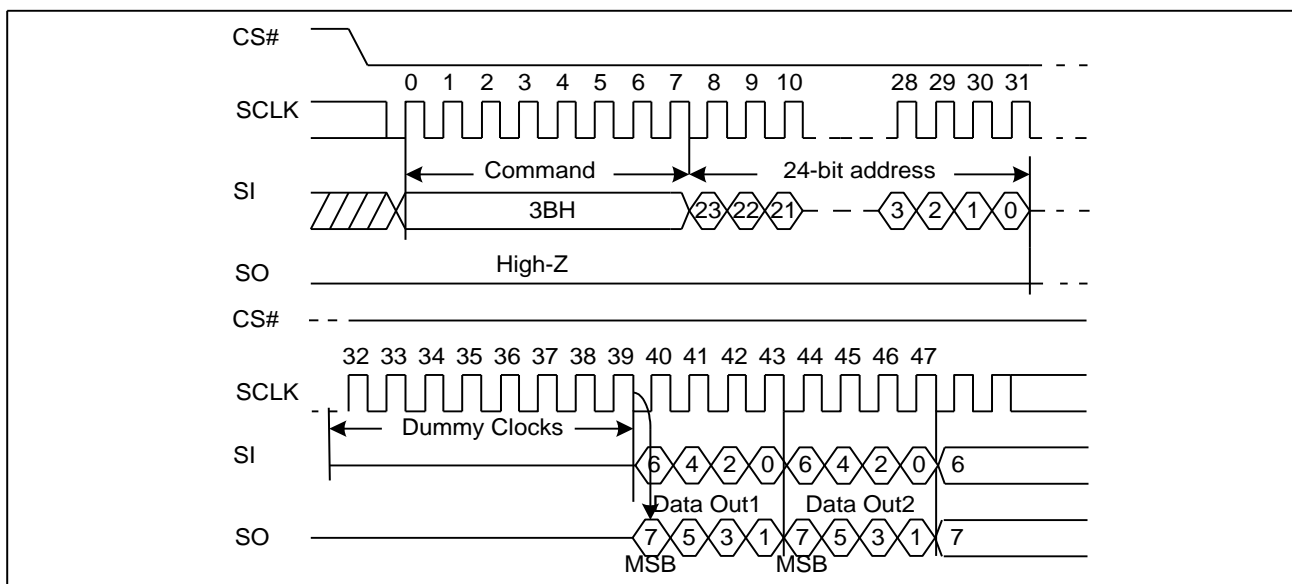 CS#
0 1 2 3 4 5 6 7 8 9 10 28 29 30 31
SCLK
Command 24-bit address
SI
3BH 23 22 21 3 2 1 0
High-Z
SO
CS#
32 33 34 35 36 37 38 39 40 41 42 43 44 45 46 47
SCLK
Dummy Clocks
SI
6 4 2 0 6 4 2 0 6
Data Out1 Data Out2
SO
7 5 3 1 7 5 3 1 7
MSB MSB